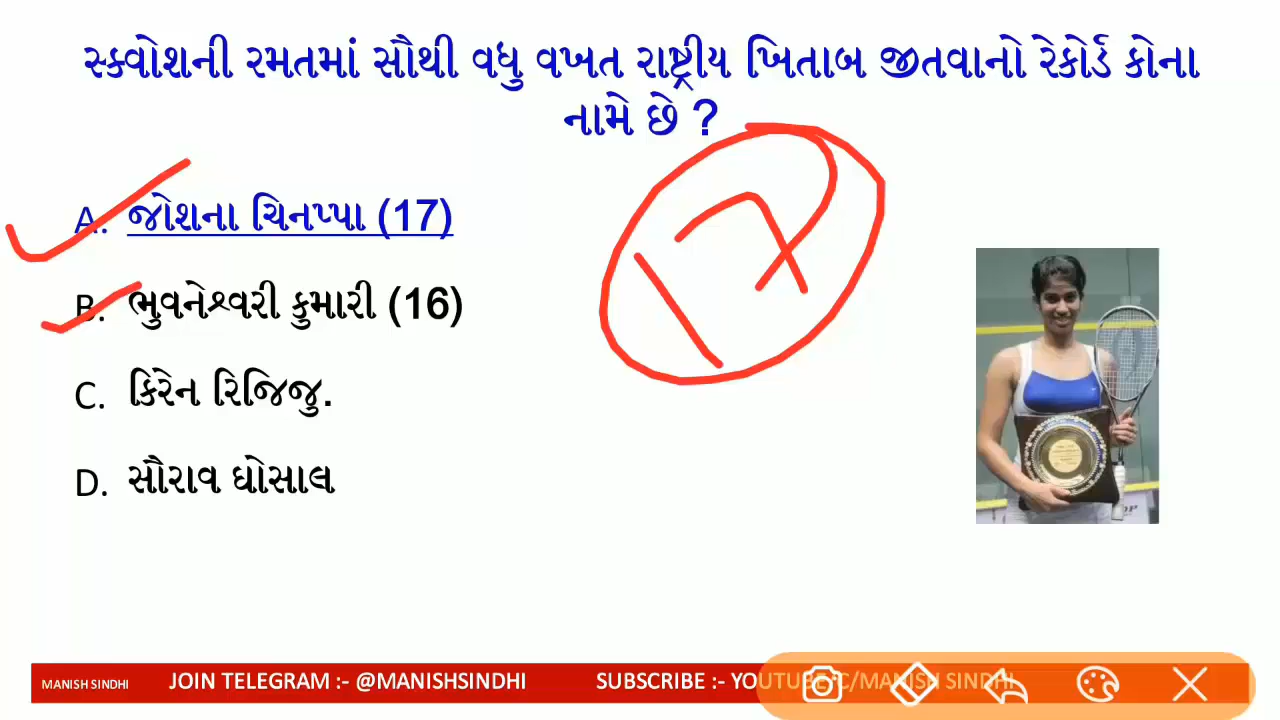 સ્ક્વોશની રમતમાં સૌથી વધુ વખત રાષ્ટ્રીય ખિતાબ જીતવાનો રેકોર્ડ કોના
નામે છે ?
A. જોશના ચિનપ્પા (17)
17
B. ભુવનેશ્વરી કુમારી (16)
C. કિરેન રિજિજુ.
D. સૌરાવ ઘોસાલ
MANISH SINDHI JOIN TELEGRAM :- @MANISHSINDHI SUBSCRIBE :- YOUTUBE/C/MANISH SINDHI